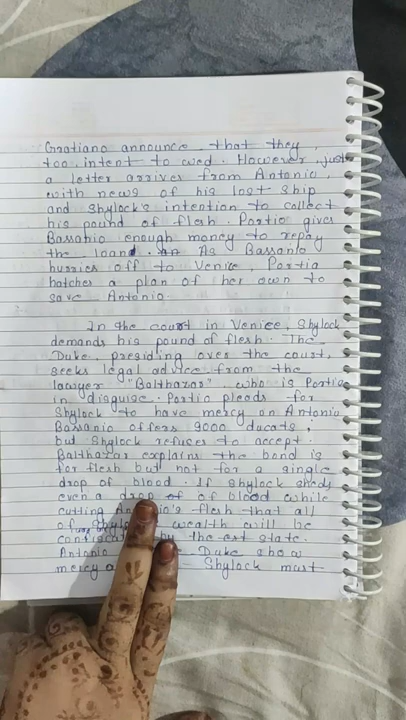 Gratiano announce that they,
too, intent to wed. However, just
a letter arrives from Antonio,
with news of his lost ship
and Shylock's intention to collect
his pound of flesh. Portio gives
Bassanio enough money to repay
the loan. As Bassanio
hurries off to Venice, Portia
hatches a plan of her own to
save Antonio.
In the court in Venice, Shylock
demands his pound of flesh. The
Duke, presiding over the court,
seeks legal advice from the
lawyer "Balthazar", who is Portia
in disguise. Portia pleads for
Shylock to have mercy on Antonio
Bassanio offers 9000 ducats;
but Shylock refuses to accept.
Balthazar explains the bond is
for flesh but not for a single
drop of blood. If Shylock sheds
even a drop of of blood while
cutting flesh that all
of wealth will be
by the state.
Antonio Duke show
mercy Shylock must